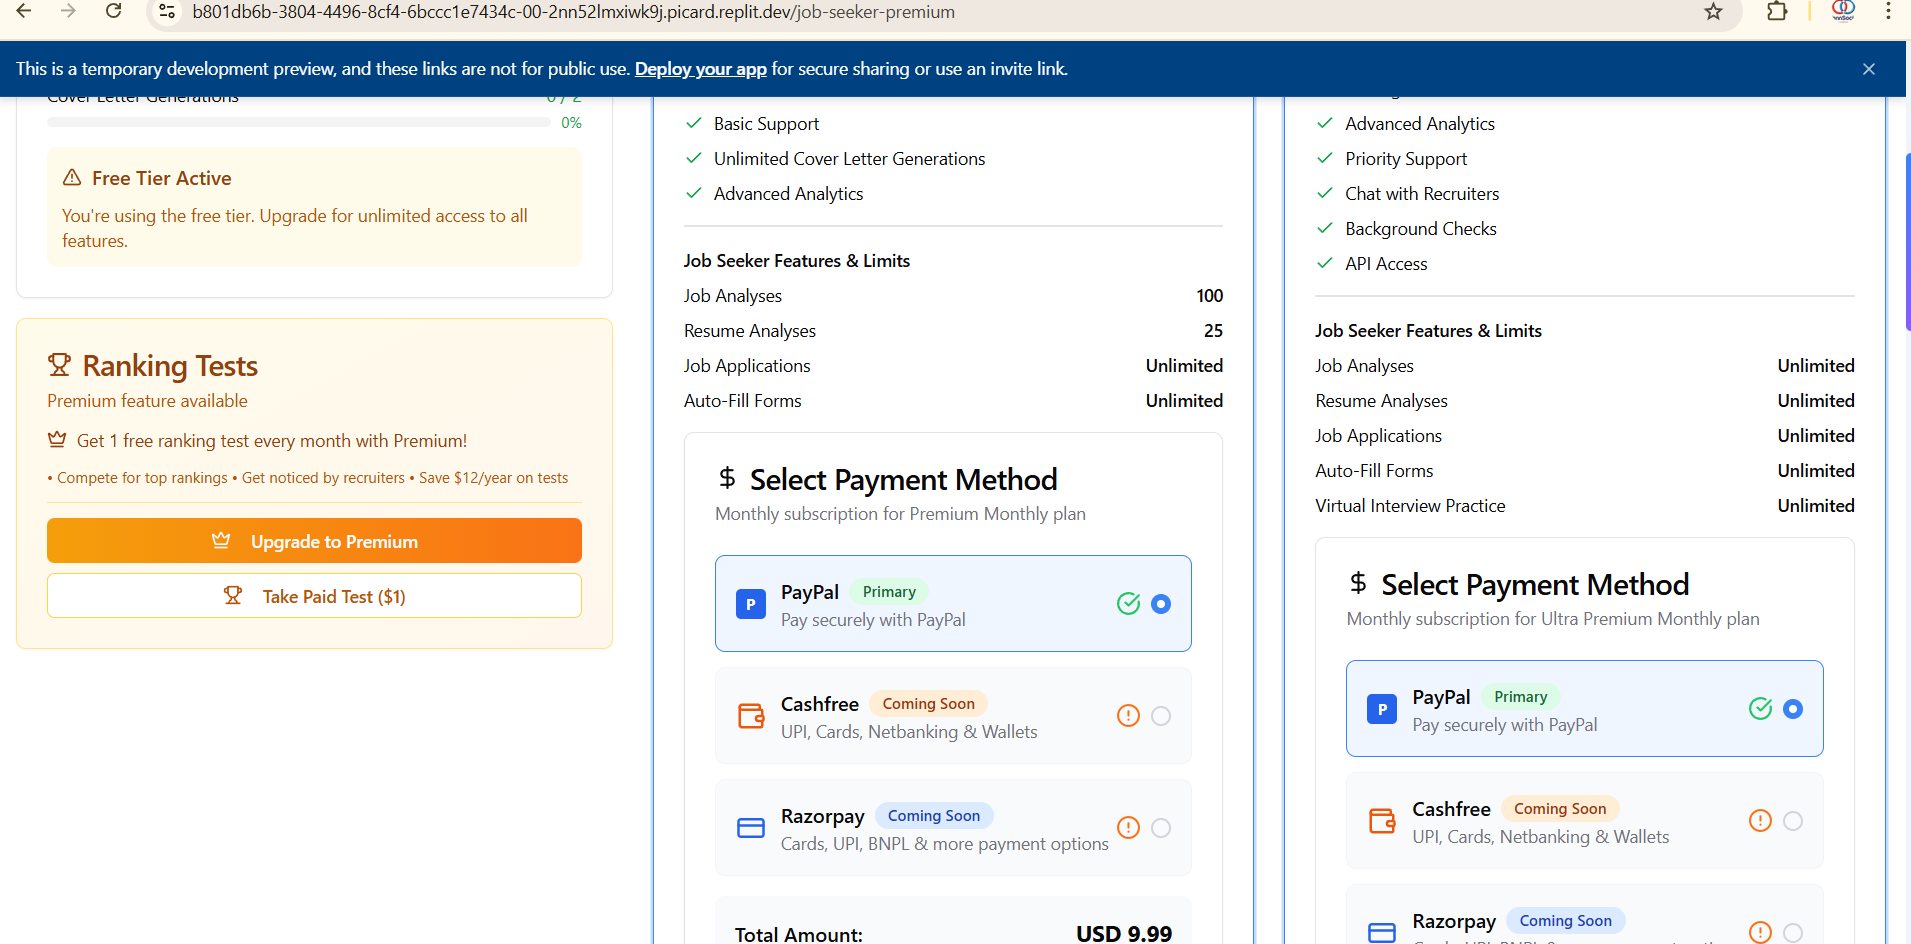 b801db6b-3804-4496-8cf4-6bccc1e7434c-00-2nn52lmxiwk9j.picard.replit.dev/job-seeker-premium
This is a temporary development preview, and these links are not for public use. Deploy your app for secure sharing or use an invite link.
Cover Letter Generations 0 / 2
0%
Free Tier Active
You're using the free tier. Upgrade for unlimited access to all
features.
Ranking Tests
Premium feature available
Get 1 free ranking test every month with Premium!
• Compete for top rankings • Get noticed by recruiters • Save $12/year on tests
Upgrade to Premium
Take Paid Test ($1)
Basic Support
Unlimited Cover Letter Generations
Advanced Analytics
Job Seeker Features & Limits
Job Analyses 100
Resume Analyses 25
Job Applications Unlimited
Auto-Fill Forms Unlimited
$ Select Payment Method
Monthly subscription for Premium Monthly plan
P PayPal Primary
Pay securely with PayPal
Cashfree Coming Soon
UPI, Cards, Netbanking & Wallets
Razorpay Coming Soon
Cards, UPI, BNPL & more payment options
Total Amount: USD 9.99
Advanced Analytics
Priority Support
Chat with Recruiters
Background Checks
API Access
Job Seeker Features & Limits
Job Analyses Unlimited
Resume Analyses Unlimited
Job Applications Unlimited
Auto-Fill Forms Unlimited
Virtual Interview Practice Unlimited
$ Select Payment Method
Monthly subscription for Ultra Premium Monthly plan
P PayPal Primary
Pay securely with PayPal
Cashfree Coming Soon
UPI, Cards, Netbanking & Wallets
Razorpay Coming Soon